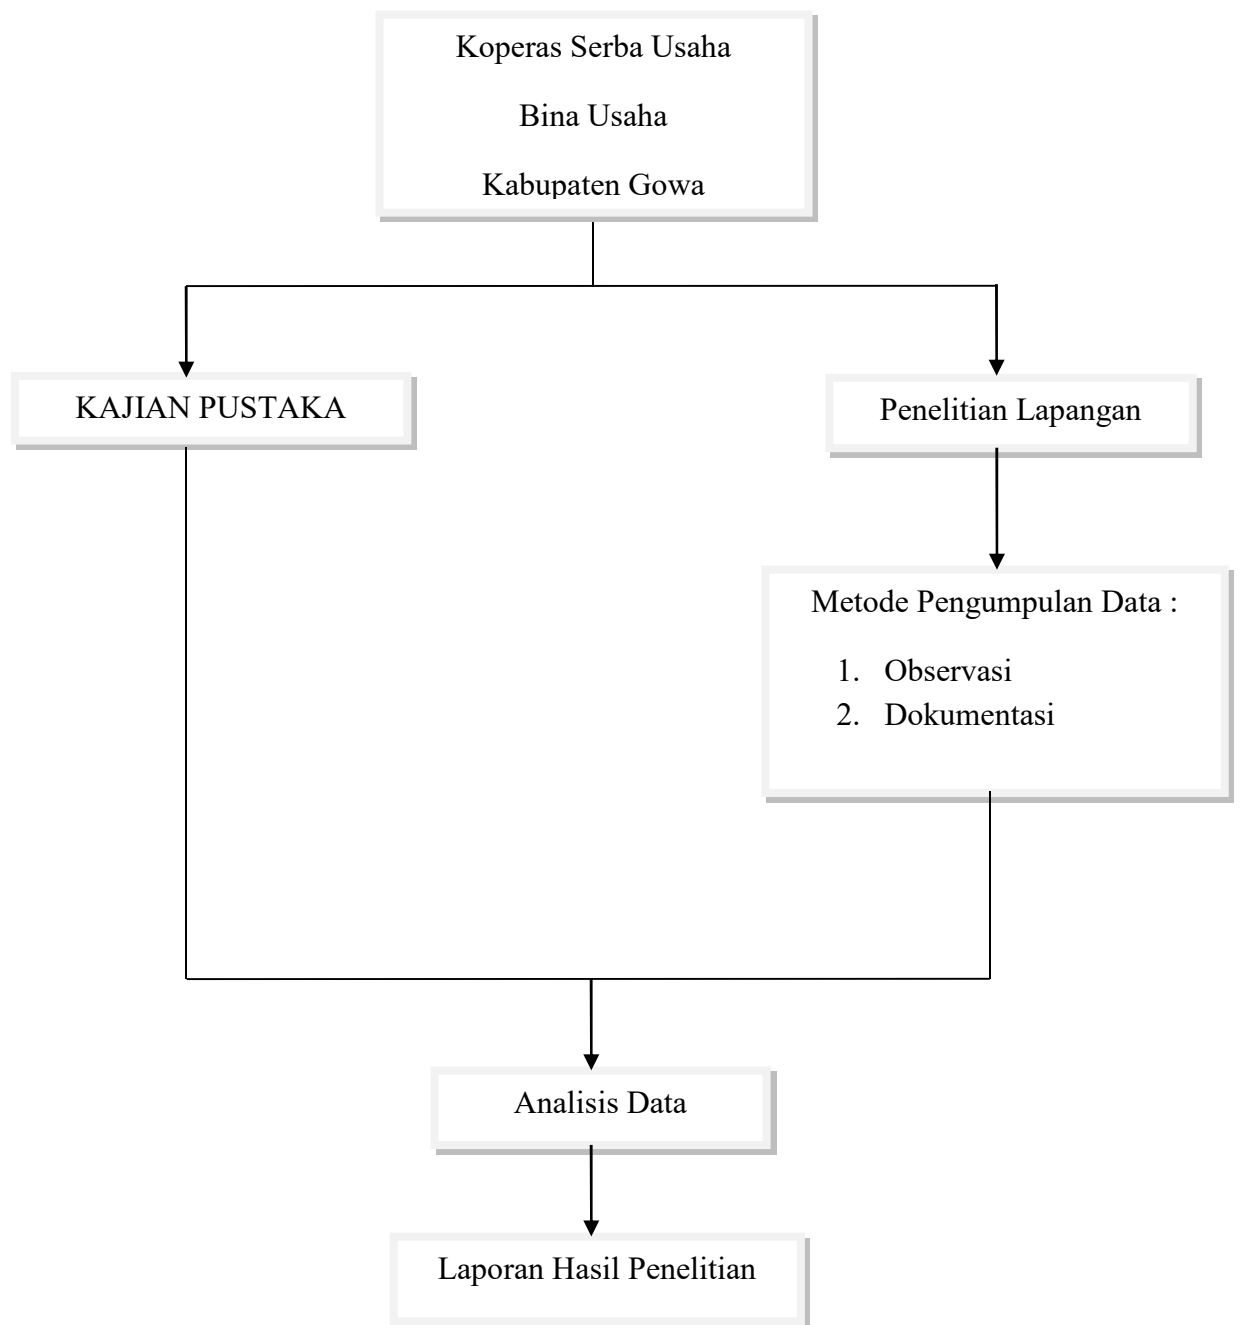 Koperas Serba Usaha
Bina Usaha
Kabupaten Gowa
KAJIAN PUSTAKA
Penelitian Lapangan
Metode Pengumpulan Data :
1. Observasi
2. Dokumentasi
Analisis Data
Laporan Hasil Penelitian